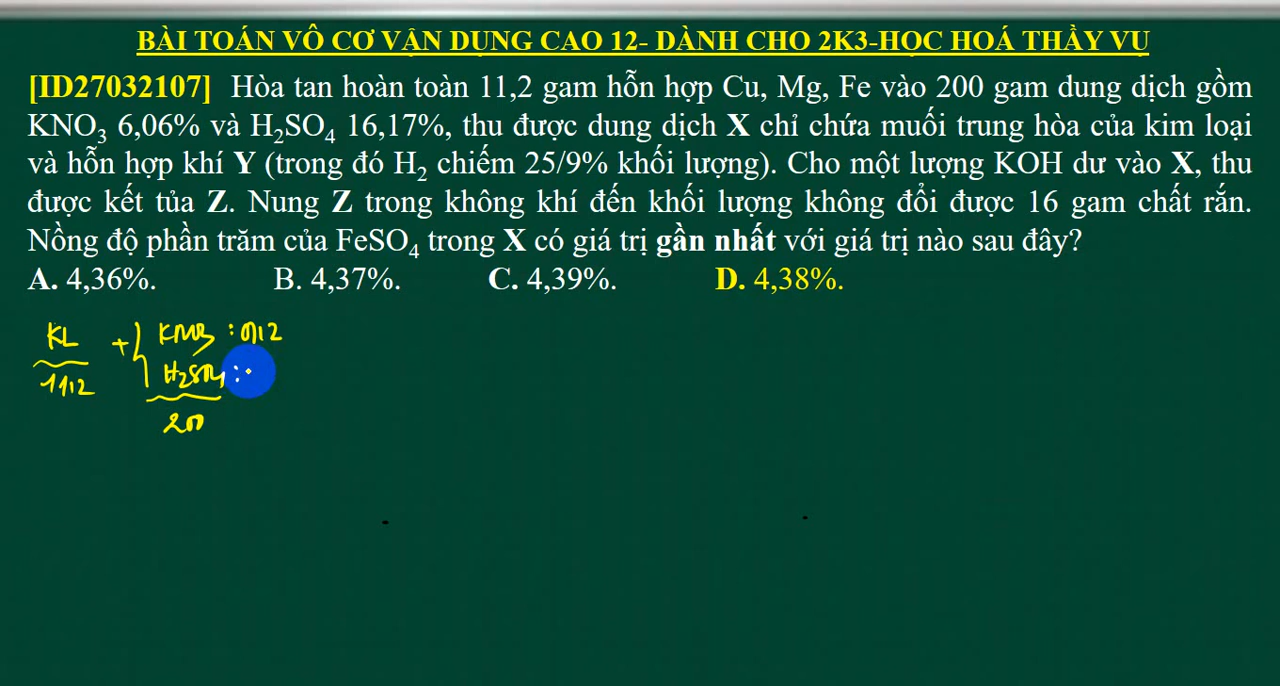 BÀI TOÁN VÔ CƠ VẬN DỤNG CAO 12- DÀNH CHO 2K3-HỌC HOÁ THẦY VỤ
[ID27032107] Hòa tan hoàn toàn 11,2 gam hỗn hợp Cu, Mg, Fe vào 200 gam dung dịch gồm
KNO₃ 6,06% và H₂SO₄ 16,17%, thu được dung dịch X chỉ chứa muối trung hòa của kim loại
và hỗn hợp khí Y (trong đó H₂ chiếm 25/9% khối lượng). Cho một lượng KOH dư vào X, thu
được kết tủa Z. Nung Z trong không khí đến khối lượng không đổi được 16 gam chất rắn.
Nồng độ phần trăm của FeSO₄ trong X có giá trị gần nhất với giá trị nào sau đây?
A. 4,36%. B. 4,37%. C. 4,39%. D. 4,38%.
KL + { KNO₃ : 0,12
11,2 H₂SO₄ :
200